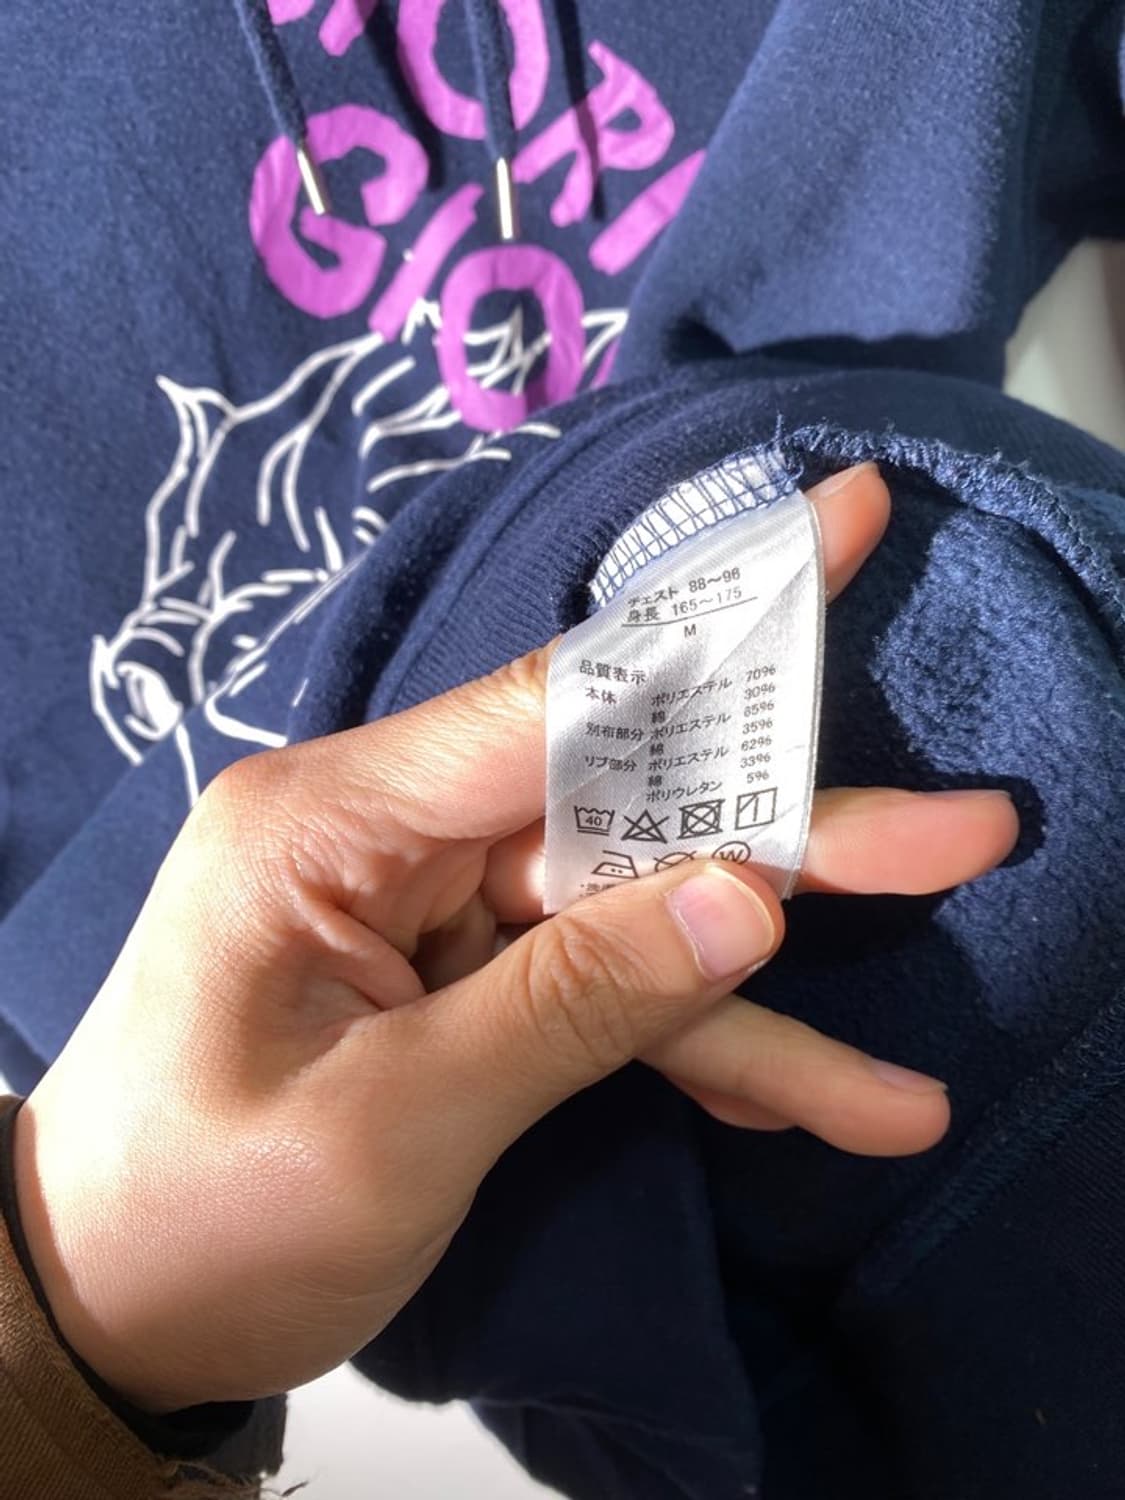 ORI
GIO
チェスト 88～96
身長 165～175
M
品質表示
本体 ポリエステル 70%
綿 30%
別布部分 ポリエステル 65%
綿 35%
リブ部分 ポリエステル 62%
綿 33%
ポリウレタン 5%
40
W